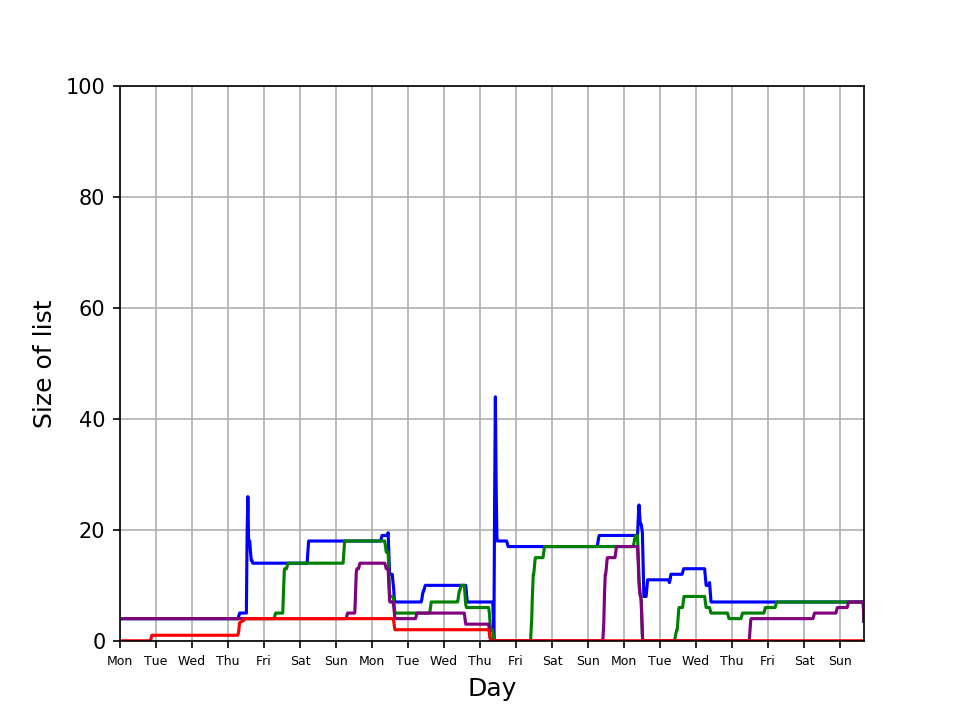 100
80
60
40
20
0
Size of list
Mon Tue Wed Thu Fri Sat Sun Mon Tue Wed Thu Fri Sat Sun Mon Tue Wed Thu Fri Sat Sun
Day